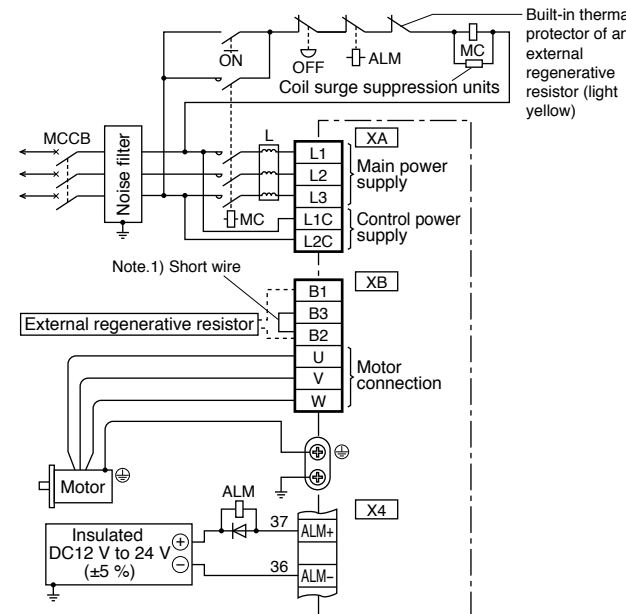 Built-in therma
protector of an
external
regenerative
resistor (light
yellow)
ON
OFF
ALM
MC
Coil surge suppression units
MCCB
Noise filter
L
XA
L1
L2
L3
Main power
supply
MC
L1C
L2C
Control power
supply
Note.1) Short wire
XB
B1
B3
B2
External regenerative resistor
U
V
W
Motor
connection
Motor
ALM
X4
Insulated
DC12 V to 24 V
(±5 %)
+
−
37
ALM+
36
ALM−